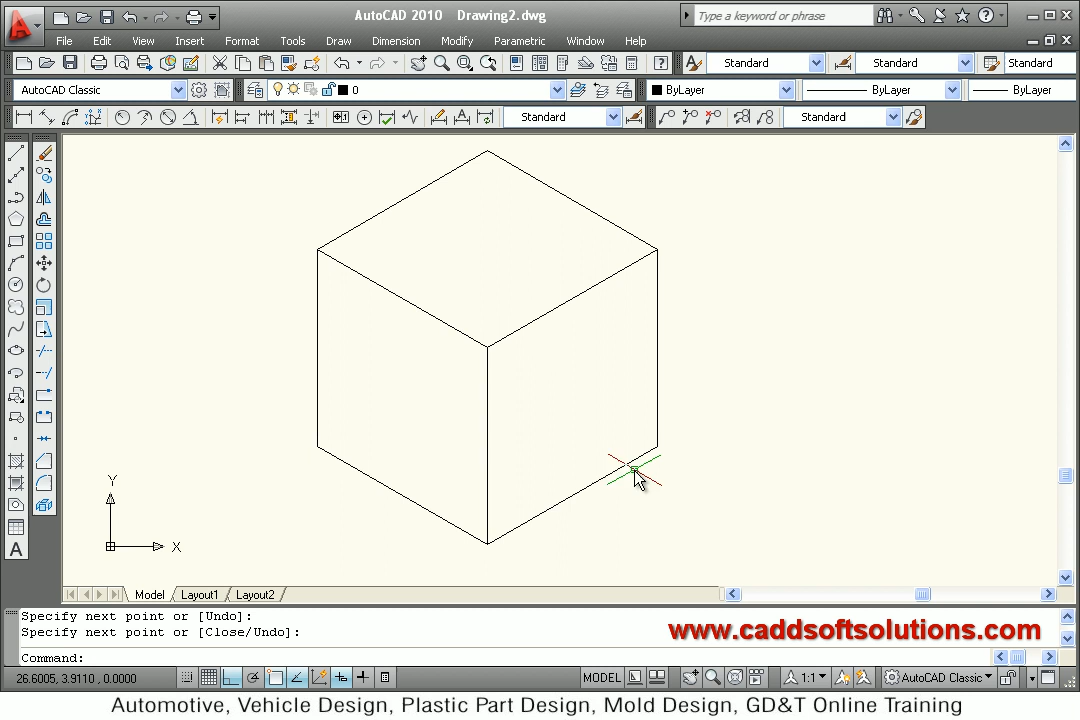 AutoCAD 2010 Drawing2.dwg
Type a keyword or phrase
File Edit View Insert Format Tools Draw Dimension Modify Parametric Window Help
Standard Standard Standard
AutoCAD Classic 0 ByLayer ByLayer ByLayer
Standard Standard
A
Y
X
Model Layout1 Layout2
Specify next point or [Undo]:
Specify next point or [Close/Undo]:
www.caddsoftsolutions.com
Command:
26.6005, 3.9110 , 0.0000 MODEL 1:1 AutoCAD Classic
Automotive, Vehicle Design, Plastic Part Design, Mold Design, GD&T Online Training